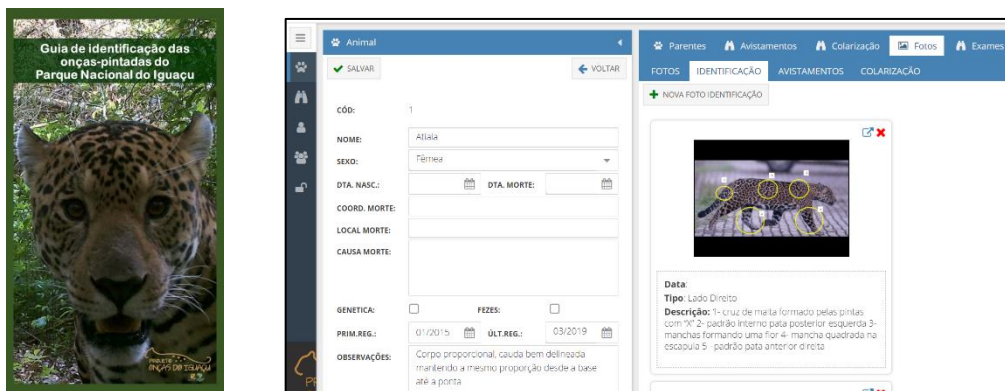 Guia de identificação das
onças-pintadas do
Parque Nacional do Iguaçu
PROJETO
ONÇAS DO IGUAÇU
Animal
SALVAR
VOLTAR
CÓD:
1
NOME:
Atiaia
SEXO:
Fêmea
DTA. NASC.:
DTA. MORTE:
COORD. MORTE:
LOCAL MORTE:
CAUSA MORTE:
GENETICA:
FEZES:
PRIM.REG.:
01/2015
ÚLT.REG.:
03/2019
OBSERVAÇÕES:
Corpo proporcional, cauda bem delineada
mantendo a mesmo proporção desde a base
até a ponta
Parentes
Avistamentos
Colarização
Fotos
Exames
FOTOS
IDENTIFICAÇÃO
AVISTAMENTOS
COLARIZAÇÃO
NOVA FOTO IDENTIFICAÇÃO
Data:
Tipo: Lado Direito
Descrição: 1- cruz de malta formado pelas pintas
com "X" 2- padrão interno pata posterior esquerda 3-
manchas formando uma flor 4- mancha quadrada na
escapula 5 - padrão pata anterior direita